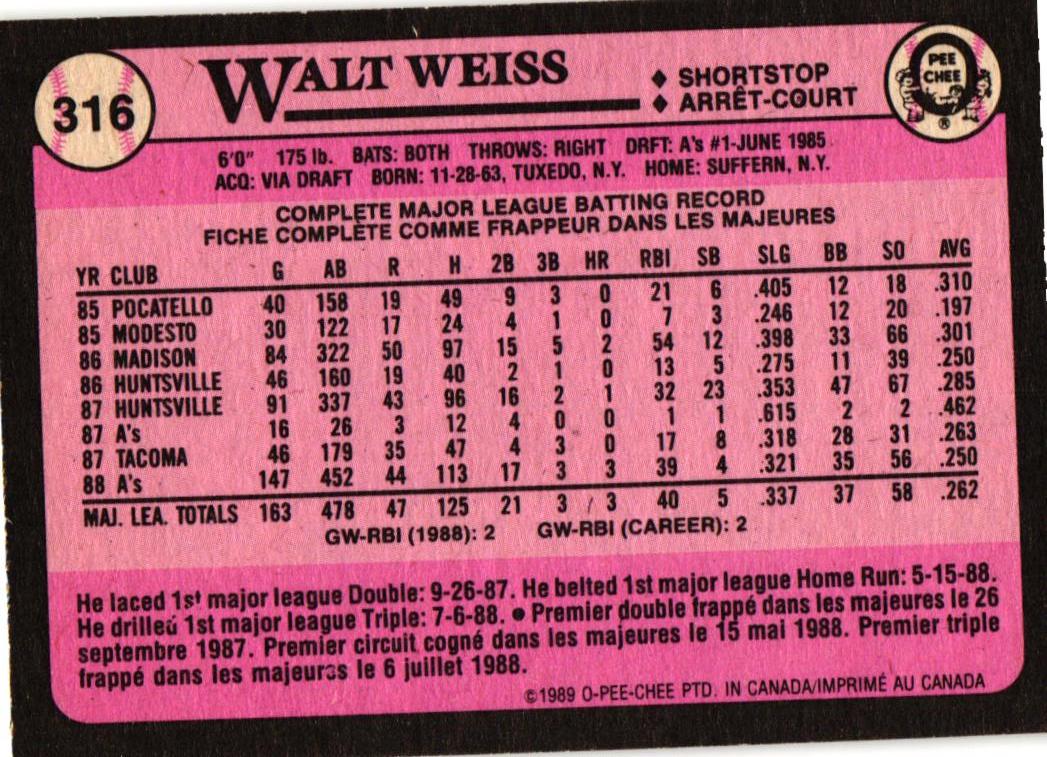 316
WALT WEISS
♦ SHORTSTOP
♦ ARRÊT-COURT
PEE
CHEE
®
6'0" 175 lb. BATS: BOTH THROWS: RIGHT DRFT: A's #1-JUNE 1985
ACQ: VIA DRAFT BORN: 11-28-63, TUXEDO, N.Y. HOME: SUFFERN, N.Y.
COMPLETE MAJOR LEAGUE BATTING RECORD
FICHE COMPLÈTE COMME FRAPPEUR DANS LES MAJEURES
YR CLUB G AB R H 2B 3B HR RBI SB SLG BB SO AVG
85 POCATELLO 40 158 19 49 9 3 0 21 6 .405 12 18 .310
85 MODESTO 30 122 17 24 4 1 0 7 3 .246 12 20 .197
86 MADISON 84 322 50 97 15 5 2 54 12 .398 33 66 .301
86 HUNTSVILLE 46 160 19 40 2 1 0 13 5 .275 11 39 .250
87 HUNTSVILLE 91 337 43 96 16 2 1 32 23 .353 47 67 .285
87 A's 16 26 3 12 4 0 0 1 1 .615 2 2 .462
87 TACOMA 46 179 35 47 4 3 0 17 8 .318 28 31 .263
88 A's 147 452 44 113 17 3 3 39 4 .321 35 56 .250
MAJ. LEA. TOTALS 163 478 47 125 21 3 3 40 5 .337 37 58 .262
GW-RBI (1988): 2 GW-RBI (CAREER): 2
He laced 1st major league Double: 9-26-87. He belted 1st major league Home Run: 5-15-88.
He drilled 1st major league Triple: 7-6-88. ● Premier double frappé dans les majeures le 26
septembre 1987. Premier circuit cogné dans les majeures le 15 mai 1988. Premier triple
frappé dans les majeures le 6 juillet 1988.
©1989 O-PEE-CHEE PTD. IN CANADA/IMPRIMÉ AU CANADA